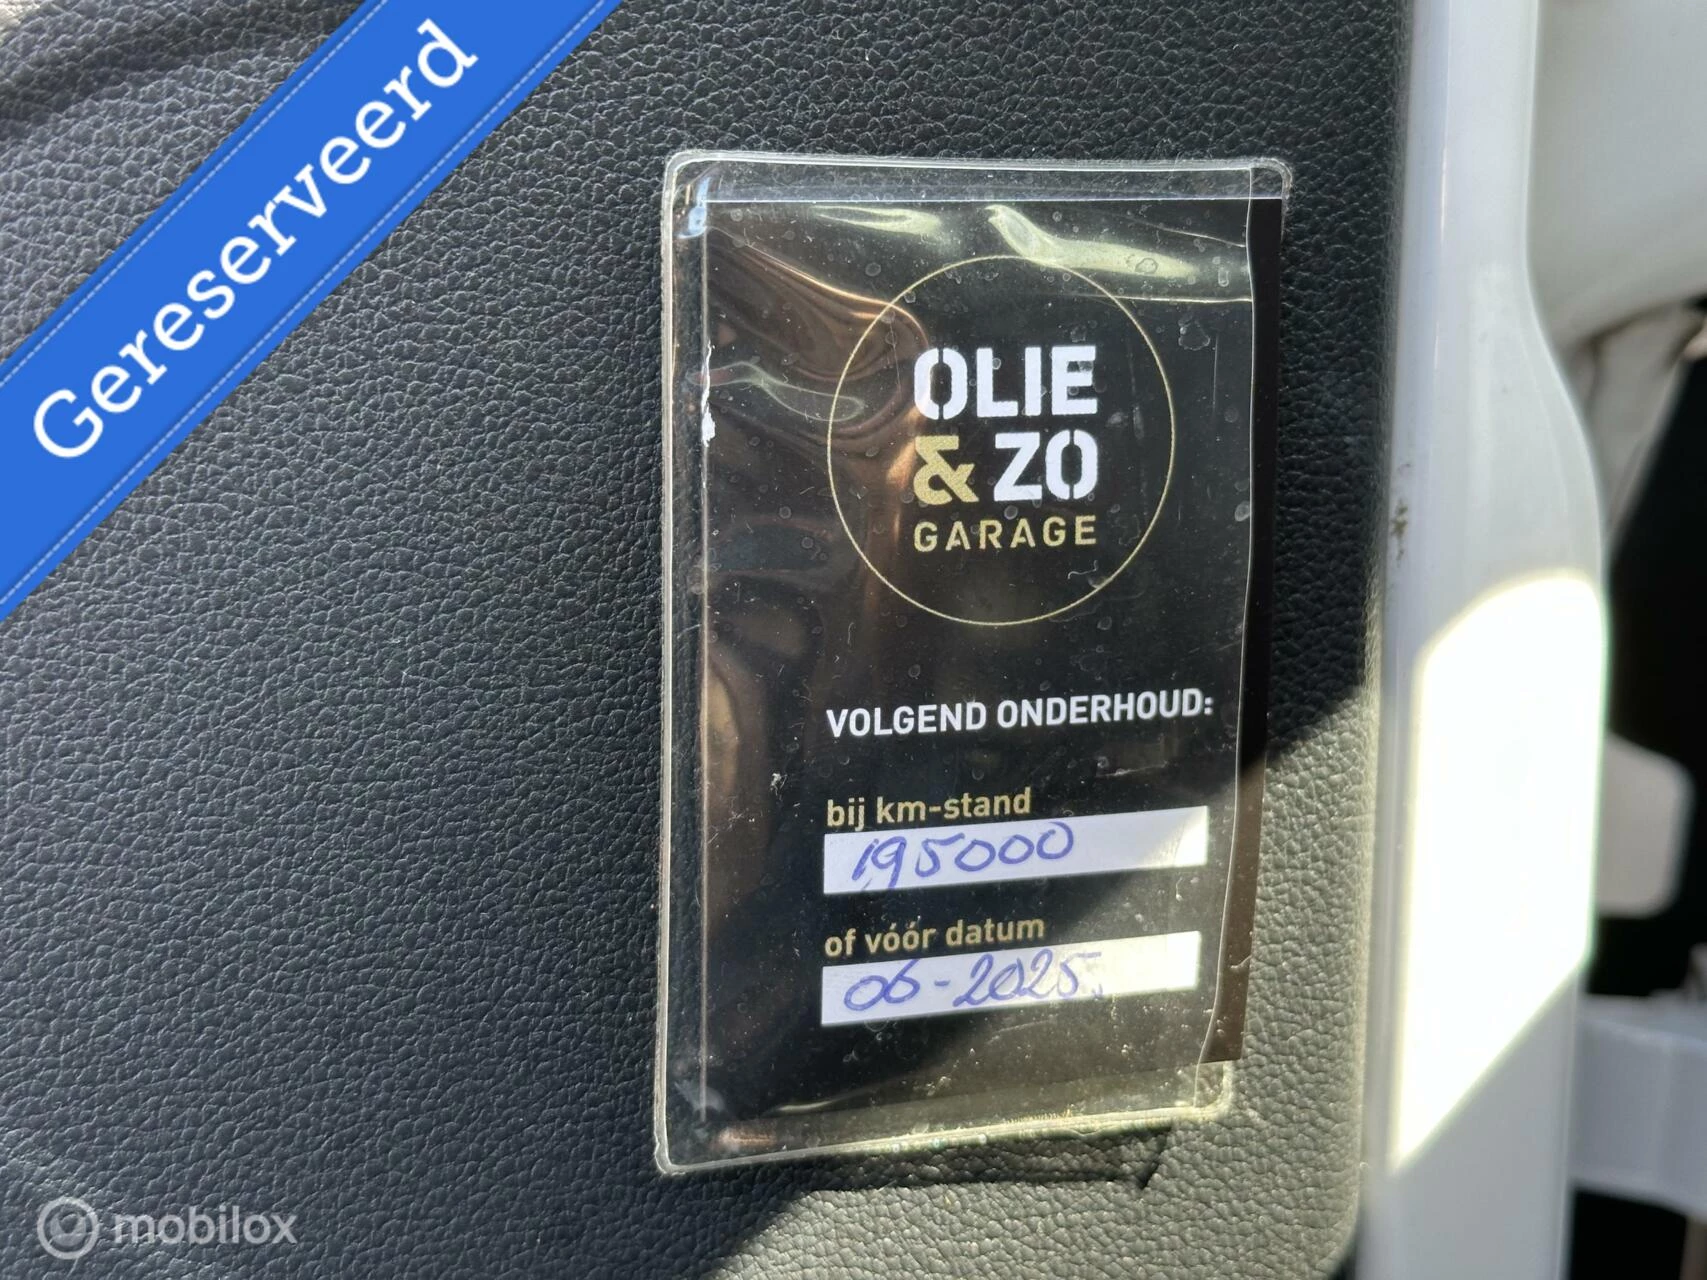 Gereserveerd
OLIE
& ZO
GARAGE
VOLGEND ONDERHOUD:
bij km-stand
195000
of vóór datum
06-2025.
mobilox